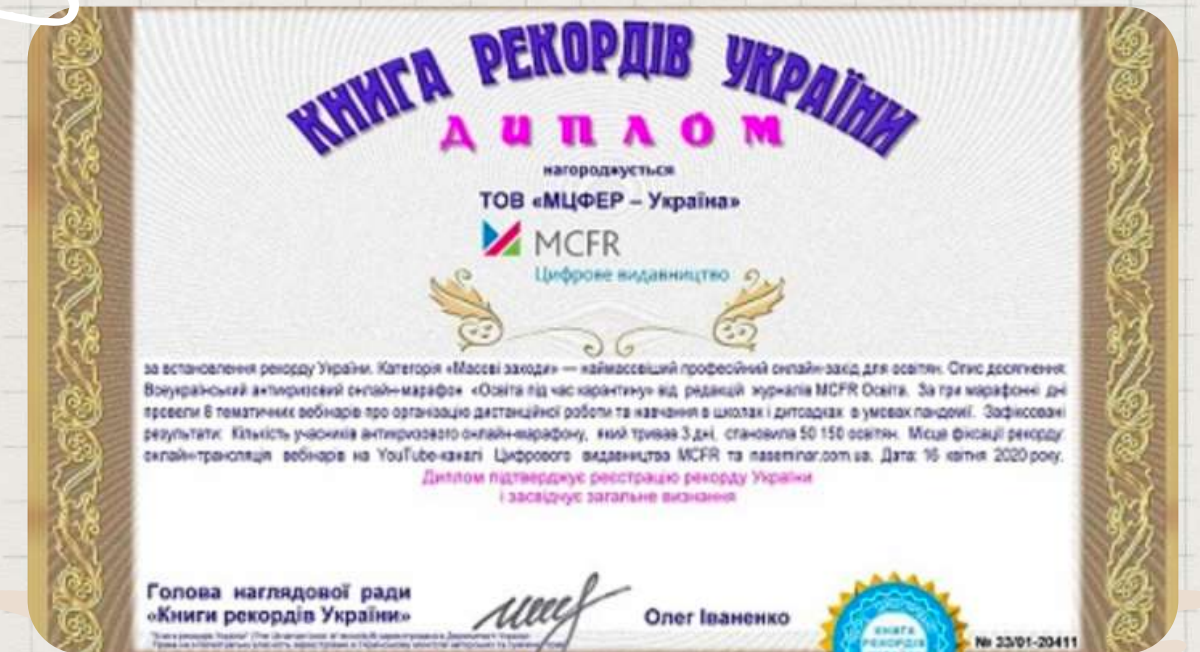 КНИГА РЕКОРДІВ УКРАЇНИ
ДИПЛОМ
нагороджується
ТОВ «МЦФЕР – Україна»
MCFR
Цифрове видавництво
за встановлення рекорду України. Категорія «Масові заходи» — наймасовіший професійний онлайн-захід для освітян. Опис досягнення:
Всеукраїнський антикризовий онлайн-марафон «Освіта під час карантину» від редакцій журналів MCFR Освіта. За три марафонні дні
провели 6 тематичних вебінарів про організацію дистанційної роботи та навчання в школах і дитсадках в умовах пандемії. Зафіксовані
результати: Кількість учасників антикризового онлайн-марафону, який тривав 3 дні, становила 50 150 освітян. Місце фіксації рекорду:
онлайн-трансляція вебінарів на YouTube-каналі Цифрового видавництва MCFR та naseminar.com.ua. Дата: 16 квітня 2020 року.
Диплом підтверджує реєстрацію рекорду України
і засвідчує загальне визнання
Голова наглядової ради
«Книги рекордів України»
Олег Іваненко
КНИГА
РЕКОРДІВ
№ 33/01-20411